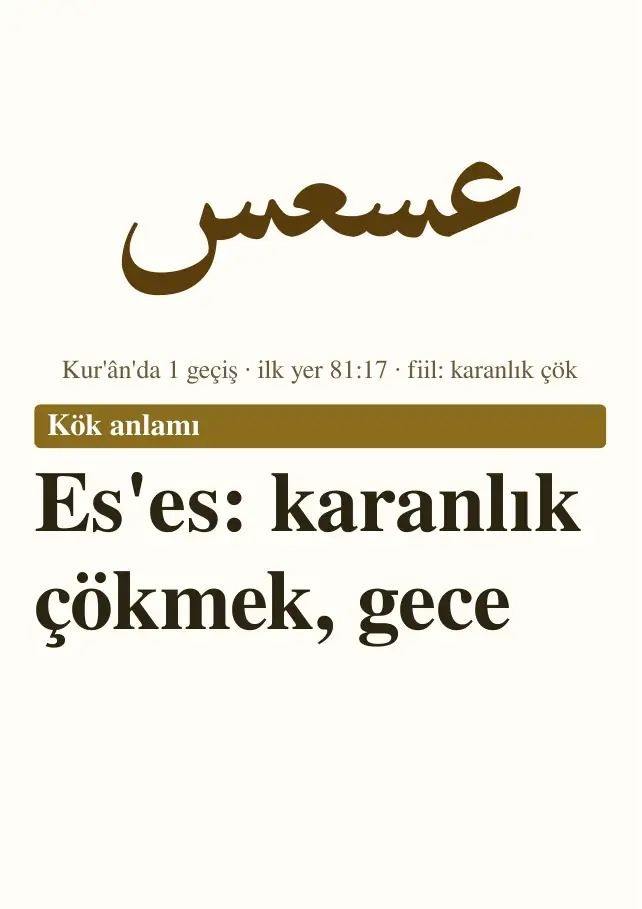 عسعس
Kur'ân'da 1 geçiş · ilk yer 81:17 · fiil: karanlık çök
Kök anlamı
Es'es: karanlık
çökmek, gece